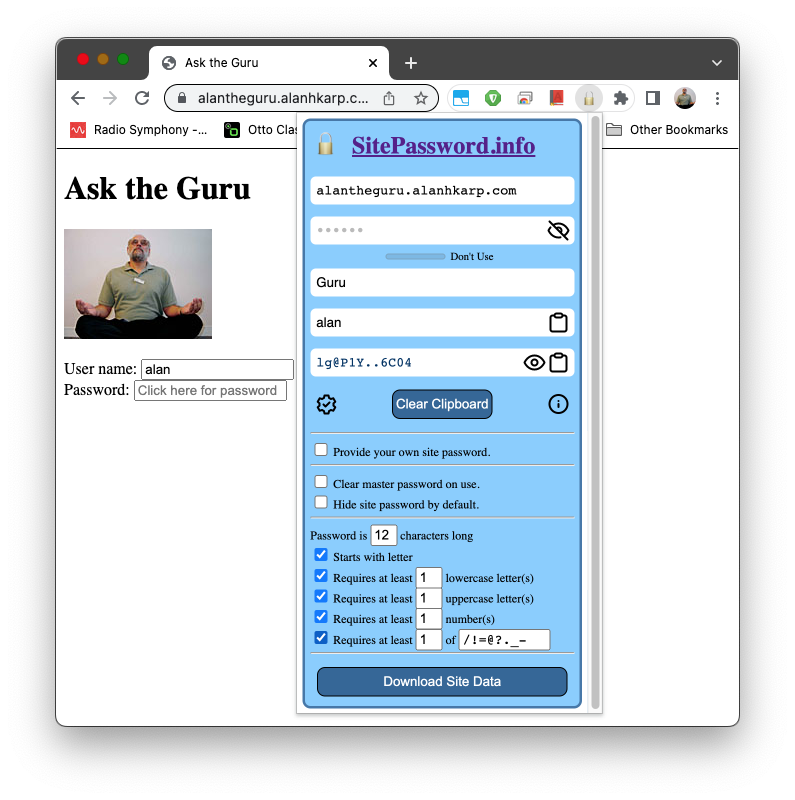 Ask the Guru
alantheguru.alanhkarp.c...
Radio Symphony -...
Otto Clas
Other Bookmarks
Ask the Guru
User name: alan
Password: Click here for password
SitePassword.info
alantheguru.alanhkarp.com
Don't Use
Guru
alan
lg@P1Y..6C04
Clear Clipboard
Provide your own site password.
Clear master password on use.
Hide site password by default.
Password is 12 characters long
Starts with letter
Requires at least 1 lowercase letter(s)
Requires at least 1 uppercase letter(s)
Requires at least 1 number(s)
Requires at least 1 of /!=@?._-
Download Site Data